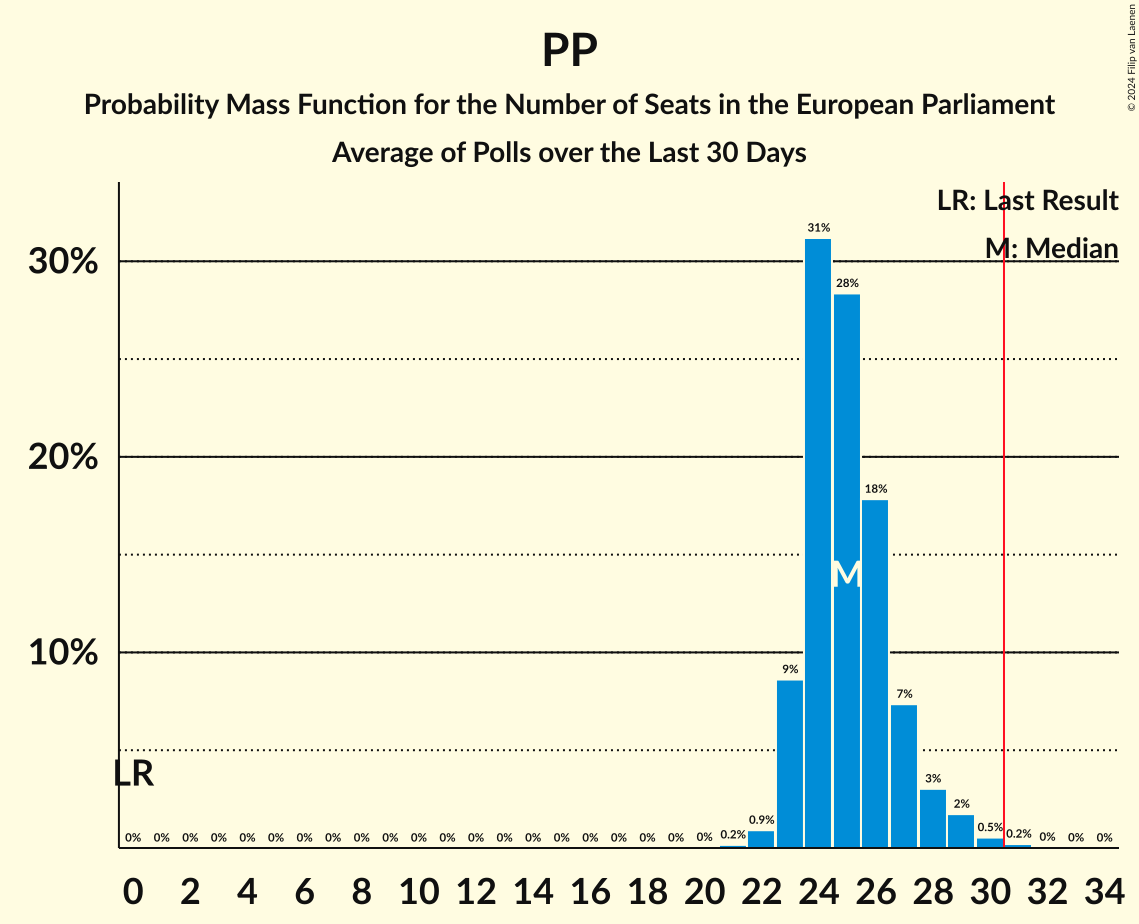 © 2024 Filip van Laenen
PP
Probability Mass Function for the Number of Seats in the European Parliament
Average of Polls over the Last 30 Days
LR: Last Result
M: Median
30%
20%
10%
31%
28%
18%
M
9%
7%
LR
3%
2%
0% 0% 0% 0% 0% 0% 0% 0% 0% 0% 0% 0% 0% 0% 0% 0% 0% 0% 0% 0% 0% 0.2% 0.9% 0.5% 0.2% 0% 0% 0%
0 2 4 6 8 10 12 14 16 18 20 22 24 26 28 30 32 34